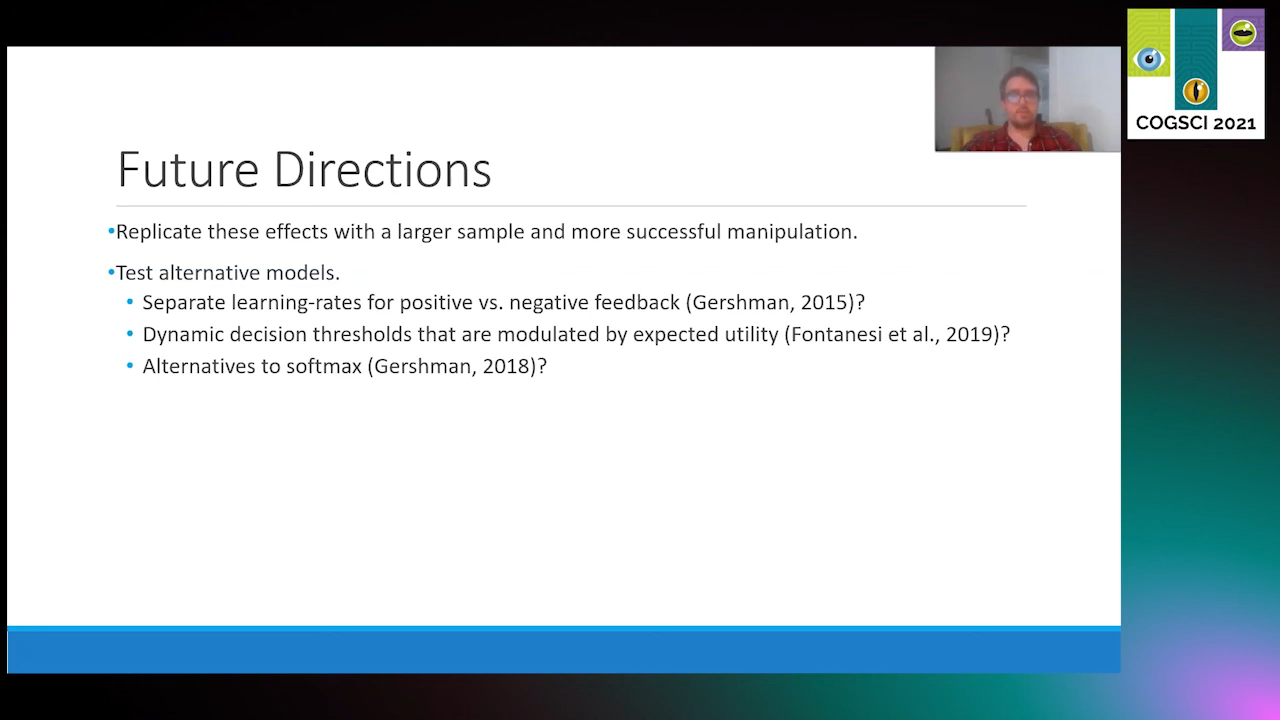 COGSCI 2021
Future Directions
•Replicate these effects with a larger sample and more successful manipulation.
•Test alternative models.
• Separate learning-rates for positive vs. negative feedback (Gershman, 2015)?
• Dynamic decision thresholds that are modulated by expected utility (Fontanesi et al., 2019)?
• Alternatives to softmax (Gershman, 2018)?